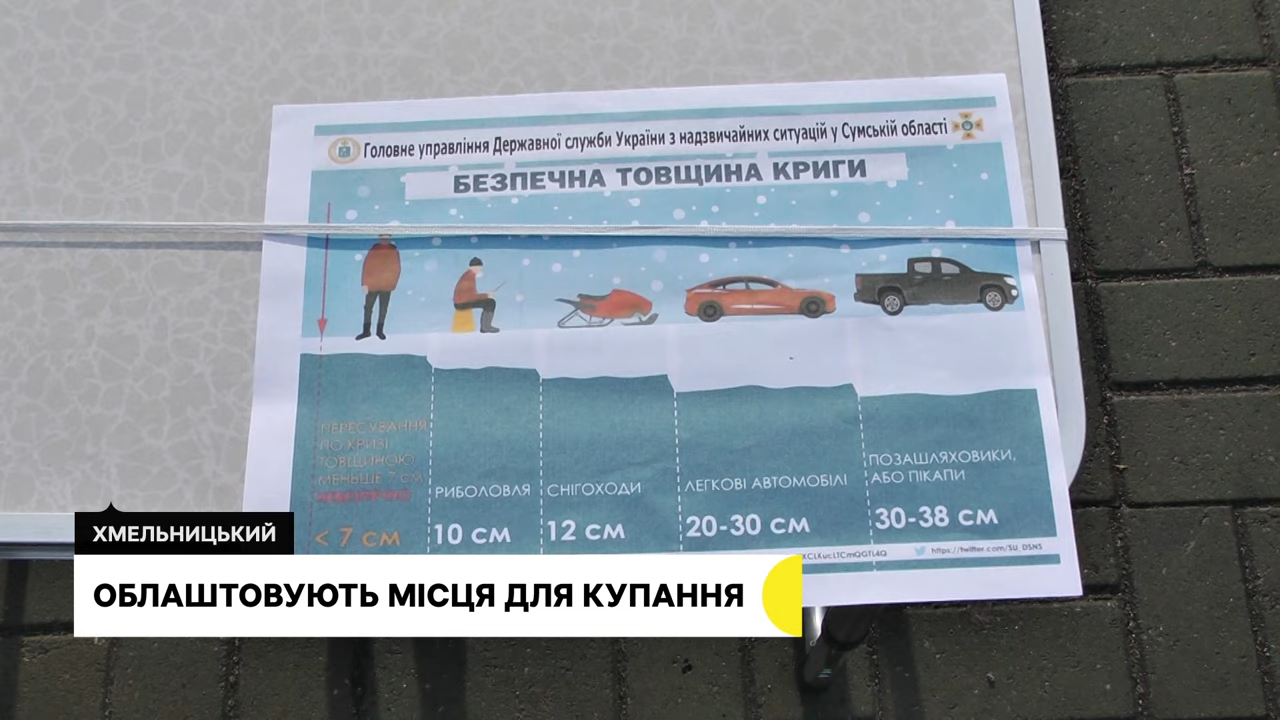 Головне управління Державної служби України з надзвичайних ситуацій у Сумській області
БЕЗПЕЧНА ТОВЩИНА КРИГИ
ПЕРЕСУВАННЯ
ПО КРИЗІ
ТОВЩИНОЮ
МЕНЬШЕ 7 СМ
< 7 см
РИБОЛОВЛЯ
10 см
СНІГОХОДИ
12 см
ЛЕГКОВІ АВТОМОБІЛІ
20-30 см
ПОЗАШЛЯХОВИКИ,
АБО ПІКАПИ
30-38 см
https://twitter.com/SU_DSNS
ХМЕЛЬНИЦЬКИЙ
ОБЛАШТОВУЮТЬ МІСЦЯ ДЛЯ КУПАННЯ